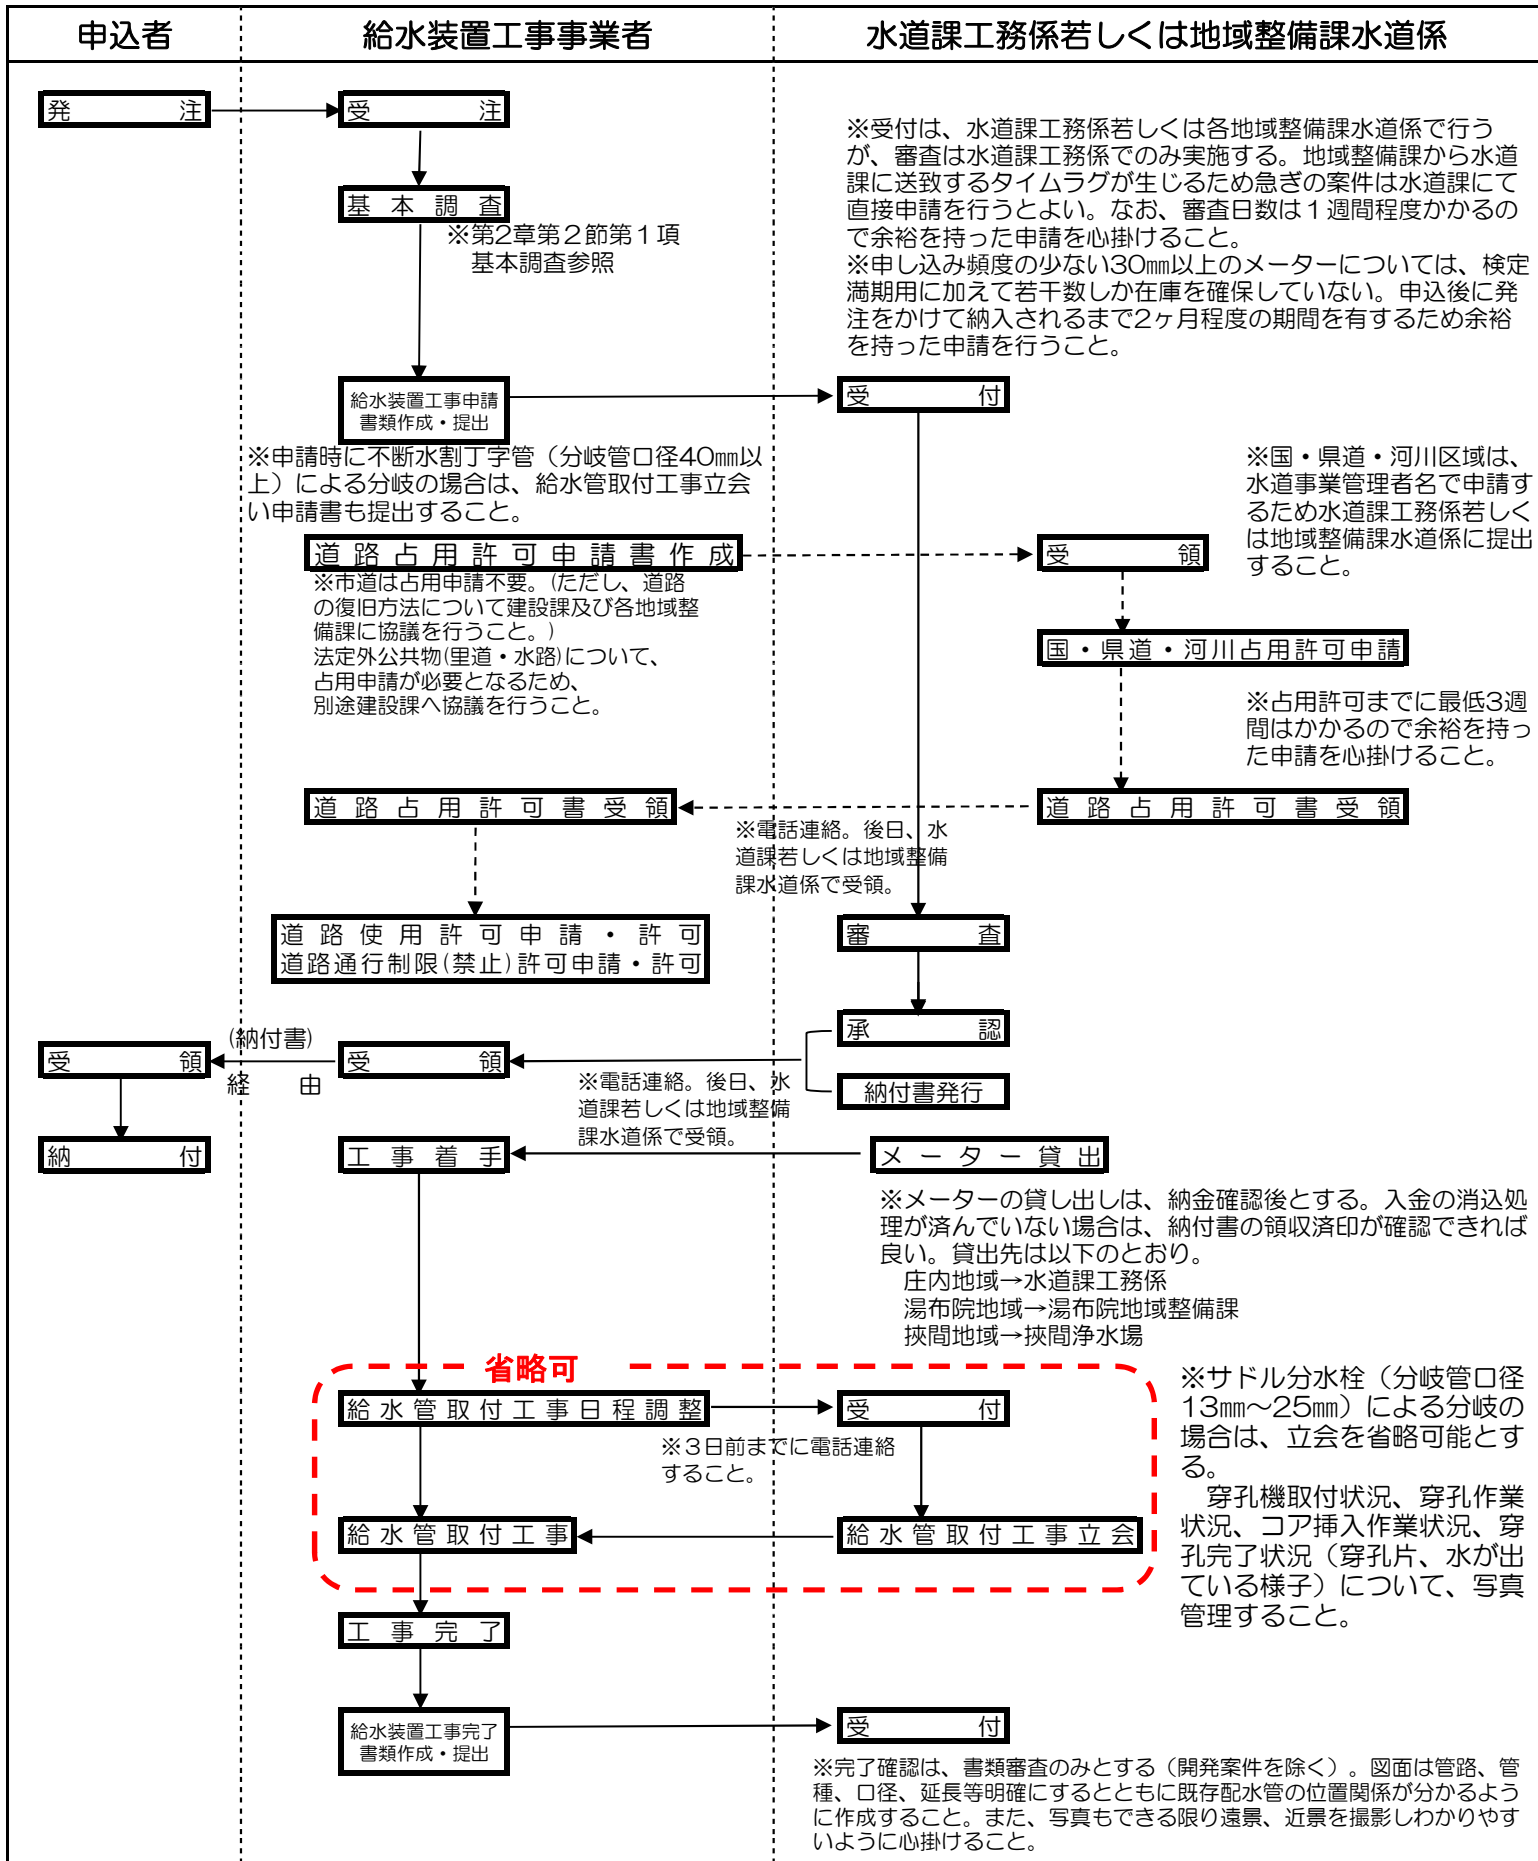 申込者
給水装置工事事業者
水道課工務係若しくは地域整備課水道係
発 注
受 注
※受付は、水道課工務係若しくは各地域整備課水道係で行う
が、審査は水道課工務係でのみ実施する。地域整備課から水道
課に送致するタイムラグが生じるため急ぎの案件は水道課にて
直接申請を行うとよい。なお、審査日数は１週間程度かかるの
で余裕を持った申請を心掛けること。
※申し込み頻度の少ない30㎜以上のメーターについては、検定
満期用に加えて若干数しか在庫を確保していない。申込後に発
注をかけて納入されるまで2ヶ月程度の期間を有するため余裕
を持った申請を行うこと。
基 本 調 査
※第2章第２節第１項
基本調査参照
給水装置工事申請
書類作成・提出
受 付
※申請時に不断水割丁字管（分岐管口径40㎜以
上）による分岐の場合は、給水管取付工事立会
い申請書も提出すること。
※国・県道・河川区域は、
水道事業管理者名で申請す
るため水道課工務係若しく
は地域整備課水道係に提出
すること。
道路占用許可申請書作成
受 領
※市道は占用申請不要。(ただし、道路
の復旧方法について建設課及び各地域整
備課に協議を行うこと。)
法定外公共物(里道・水路)について、
占用申請が必要となるため、
別途建設課へ協議を行うこと。
国・県道・河川占用許可申請
※占用許可までに最低3週
間はかかるので余裕を持っ
た申請を心掛けること。
道路占用許可書受領
道路占用許可書受領
※電話連絡。後日、水
道課若しくは地域整備
課水道係で受領。
道路使用許可申請・許可
道路通行制限(禁止)許可申請・許可
審 査
承 認
(納付書)
受 領
受 領
経 由
※電話連絡。後日、水
道課若しくは地域整備
課水道係で受領。
納付書発行
納 付
工 事 着 手
メーター貸出
※メーターの貸し出しは、納金確認後とする。入金の消込処
理が済んでいない場合は、納付書の領収済印が確認できれば
良い。貸出先は以下のとおり。
庄内地域→水道課工務係
湯布院地域→湯布院地域整備課
挾間地域→挾間浄水場
省略可
給水管取付工事日程調整
受 付
※３日前までに電話連絡
すること。
※サドル分水栓（分岐管口径
13㎜～25㎜）による分岐の
場合は、立会を省略可能とす
る。
穿孔機取付状況、穿孔作業
状況、コア挿入作業状況、穿
孔完了状況（穿孔片、水が出
ている様子）について、写真
管理すること。
給水管取付工事
給水管取付工事立会
工 事 完 了
給水装置工事完了
書類作成・提出
受 付
※完了確認は、書類審査のみとする（開発案件を除く）。図面は管路、管
種、口径、延長等明確にするとともに既存配水管の位置関係が分かるよう
に作成すること。また、写真もできる限り遠景、近景を撮影しわかりやす
いように心掛けること。